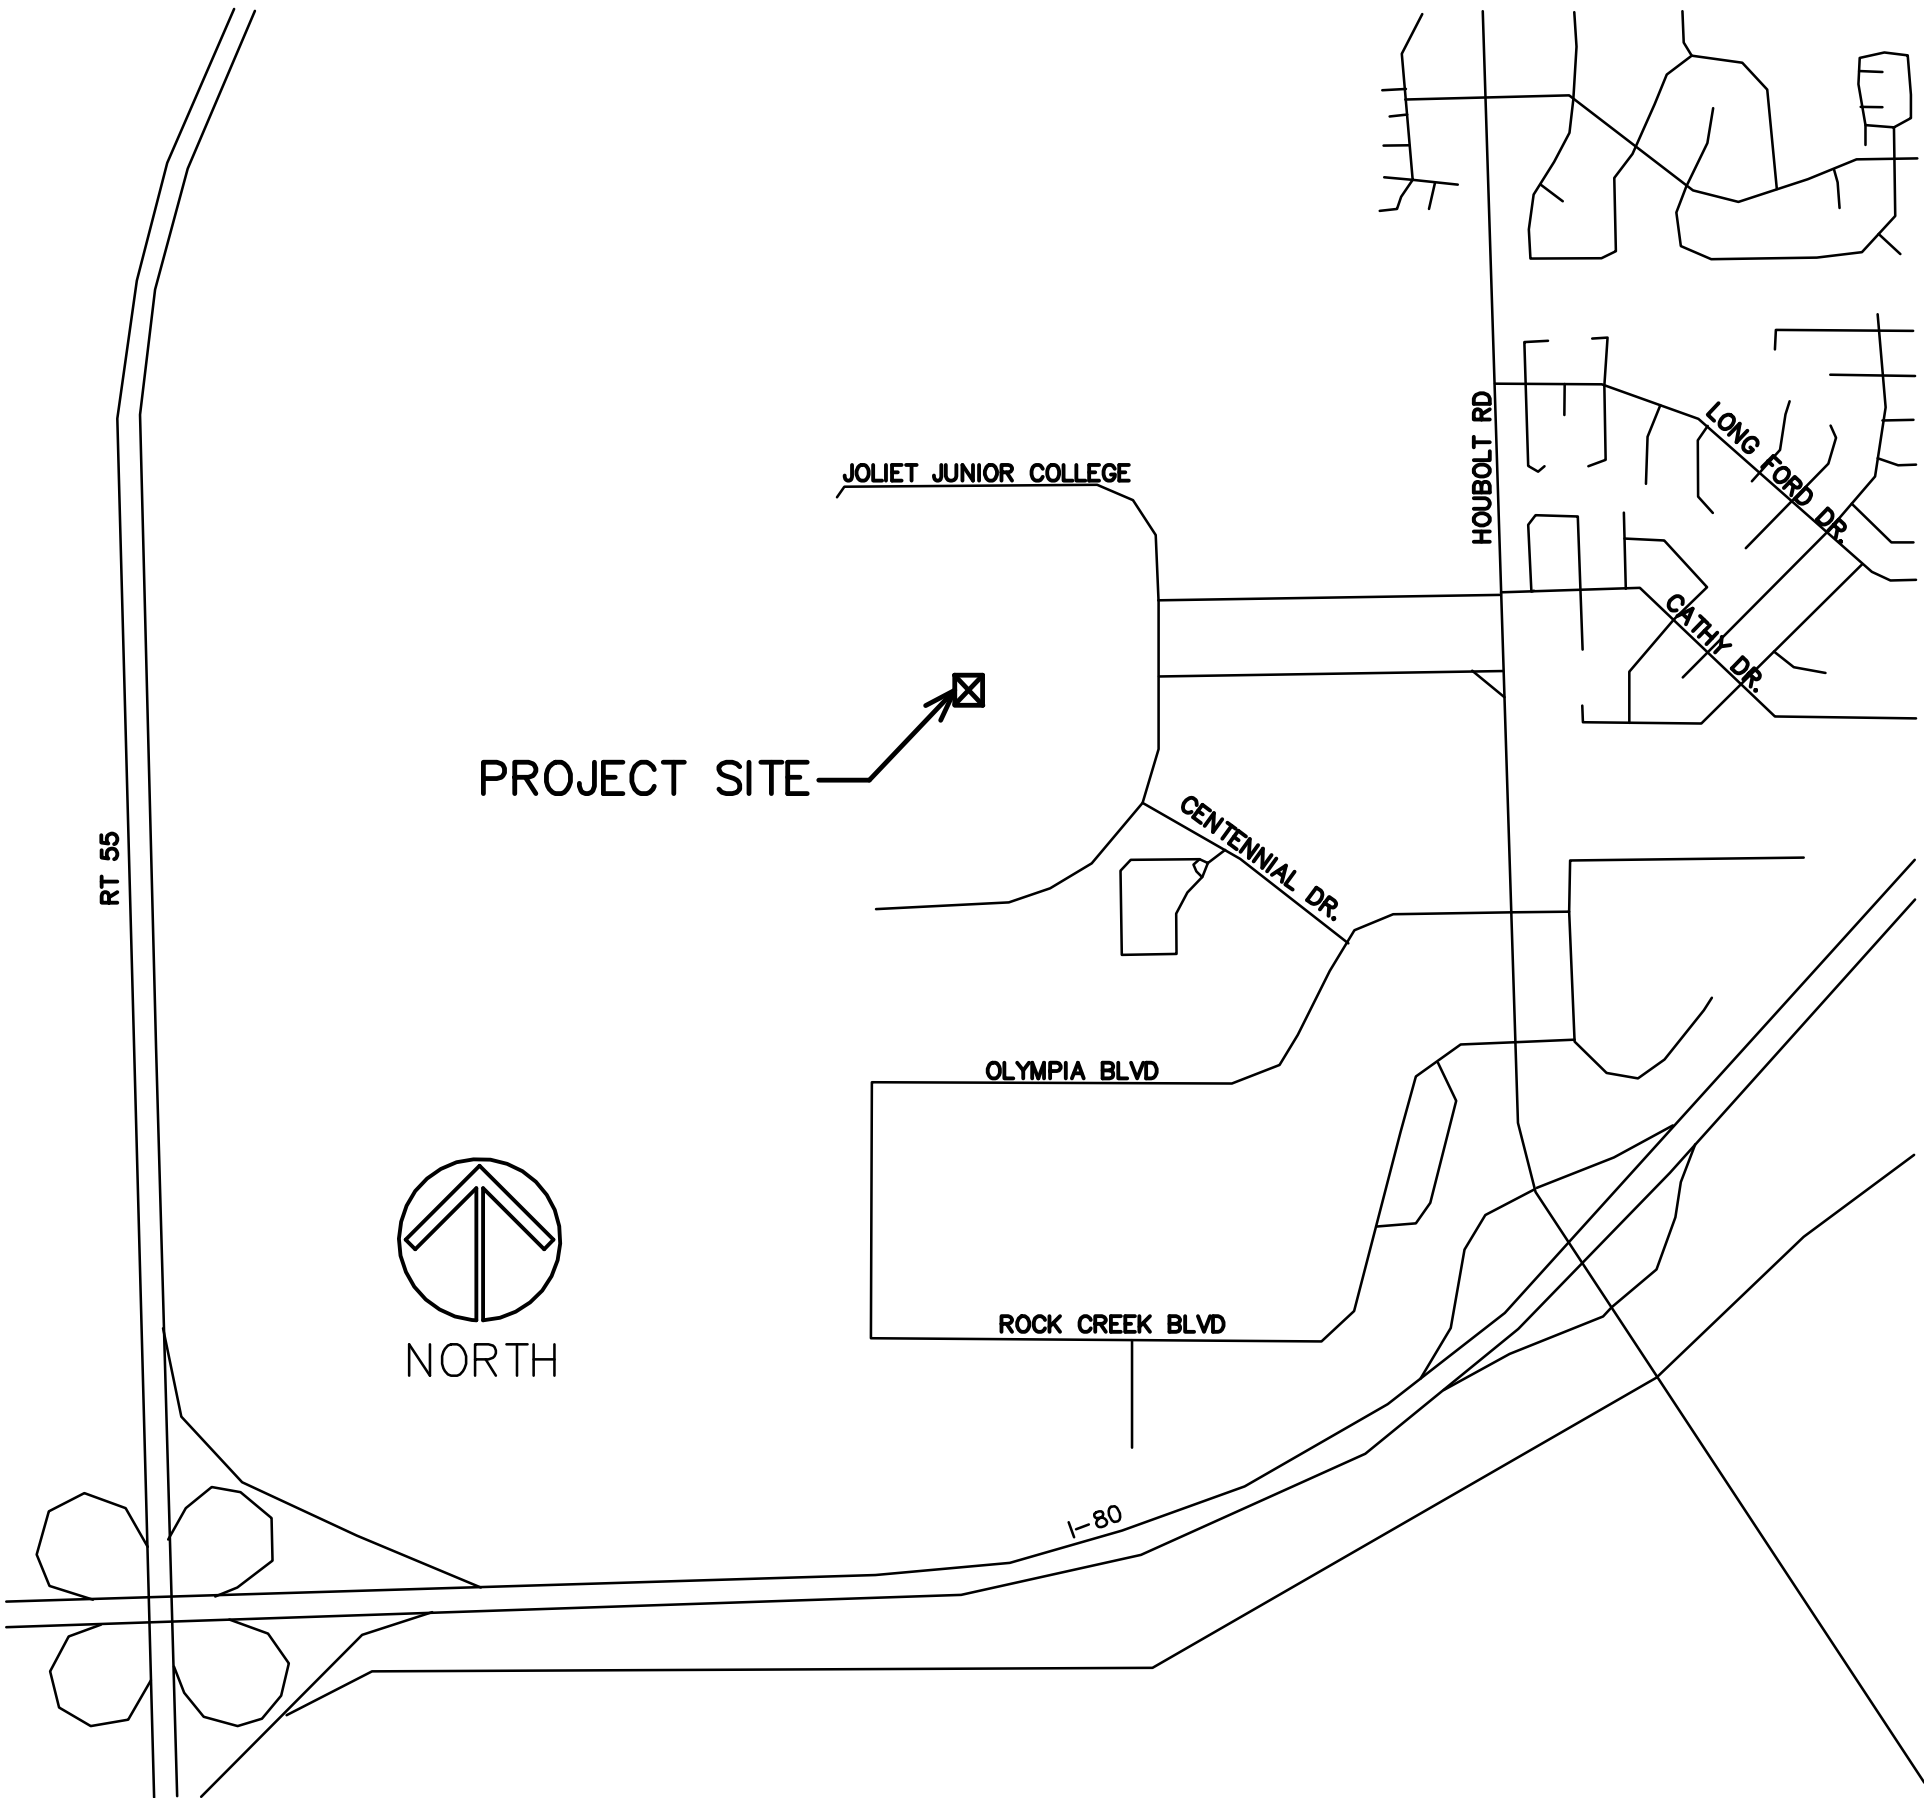 HOUBOLT RD
LONG FORD DR.
JOLIET JUNIOR COLLEGE
CATHY DR.
PROJECT SITE
CENTENNIAL DR.
RT 55
OLYMPIA BLVD
ROCK CREEK BLVD
NORTH
I-80